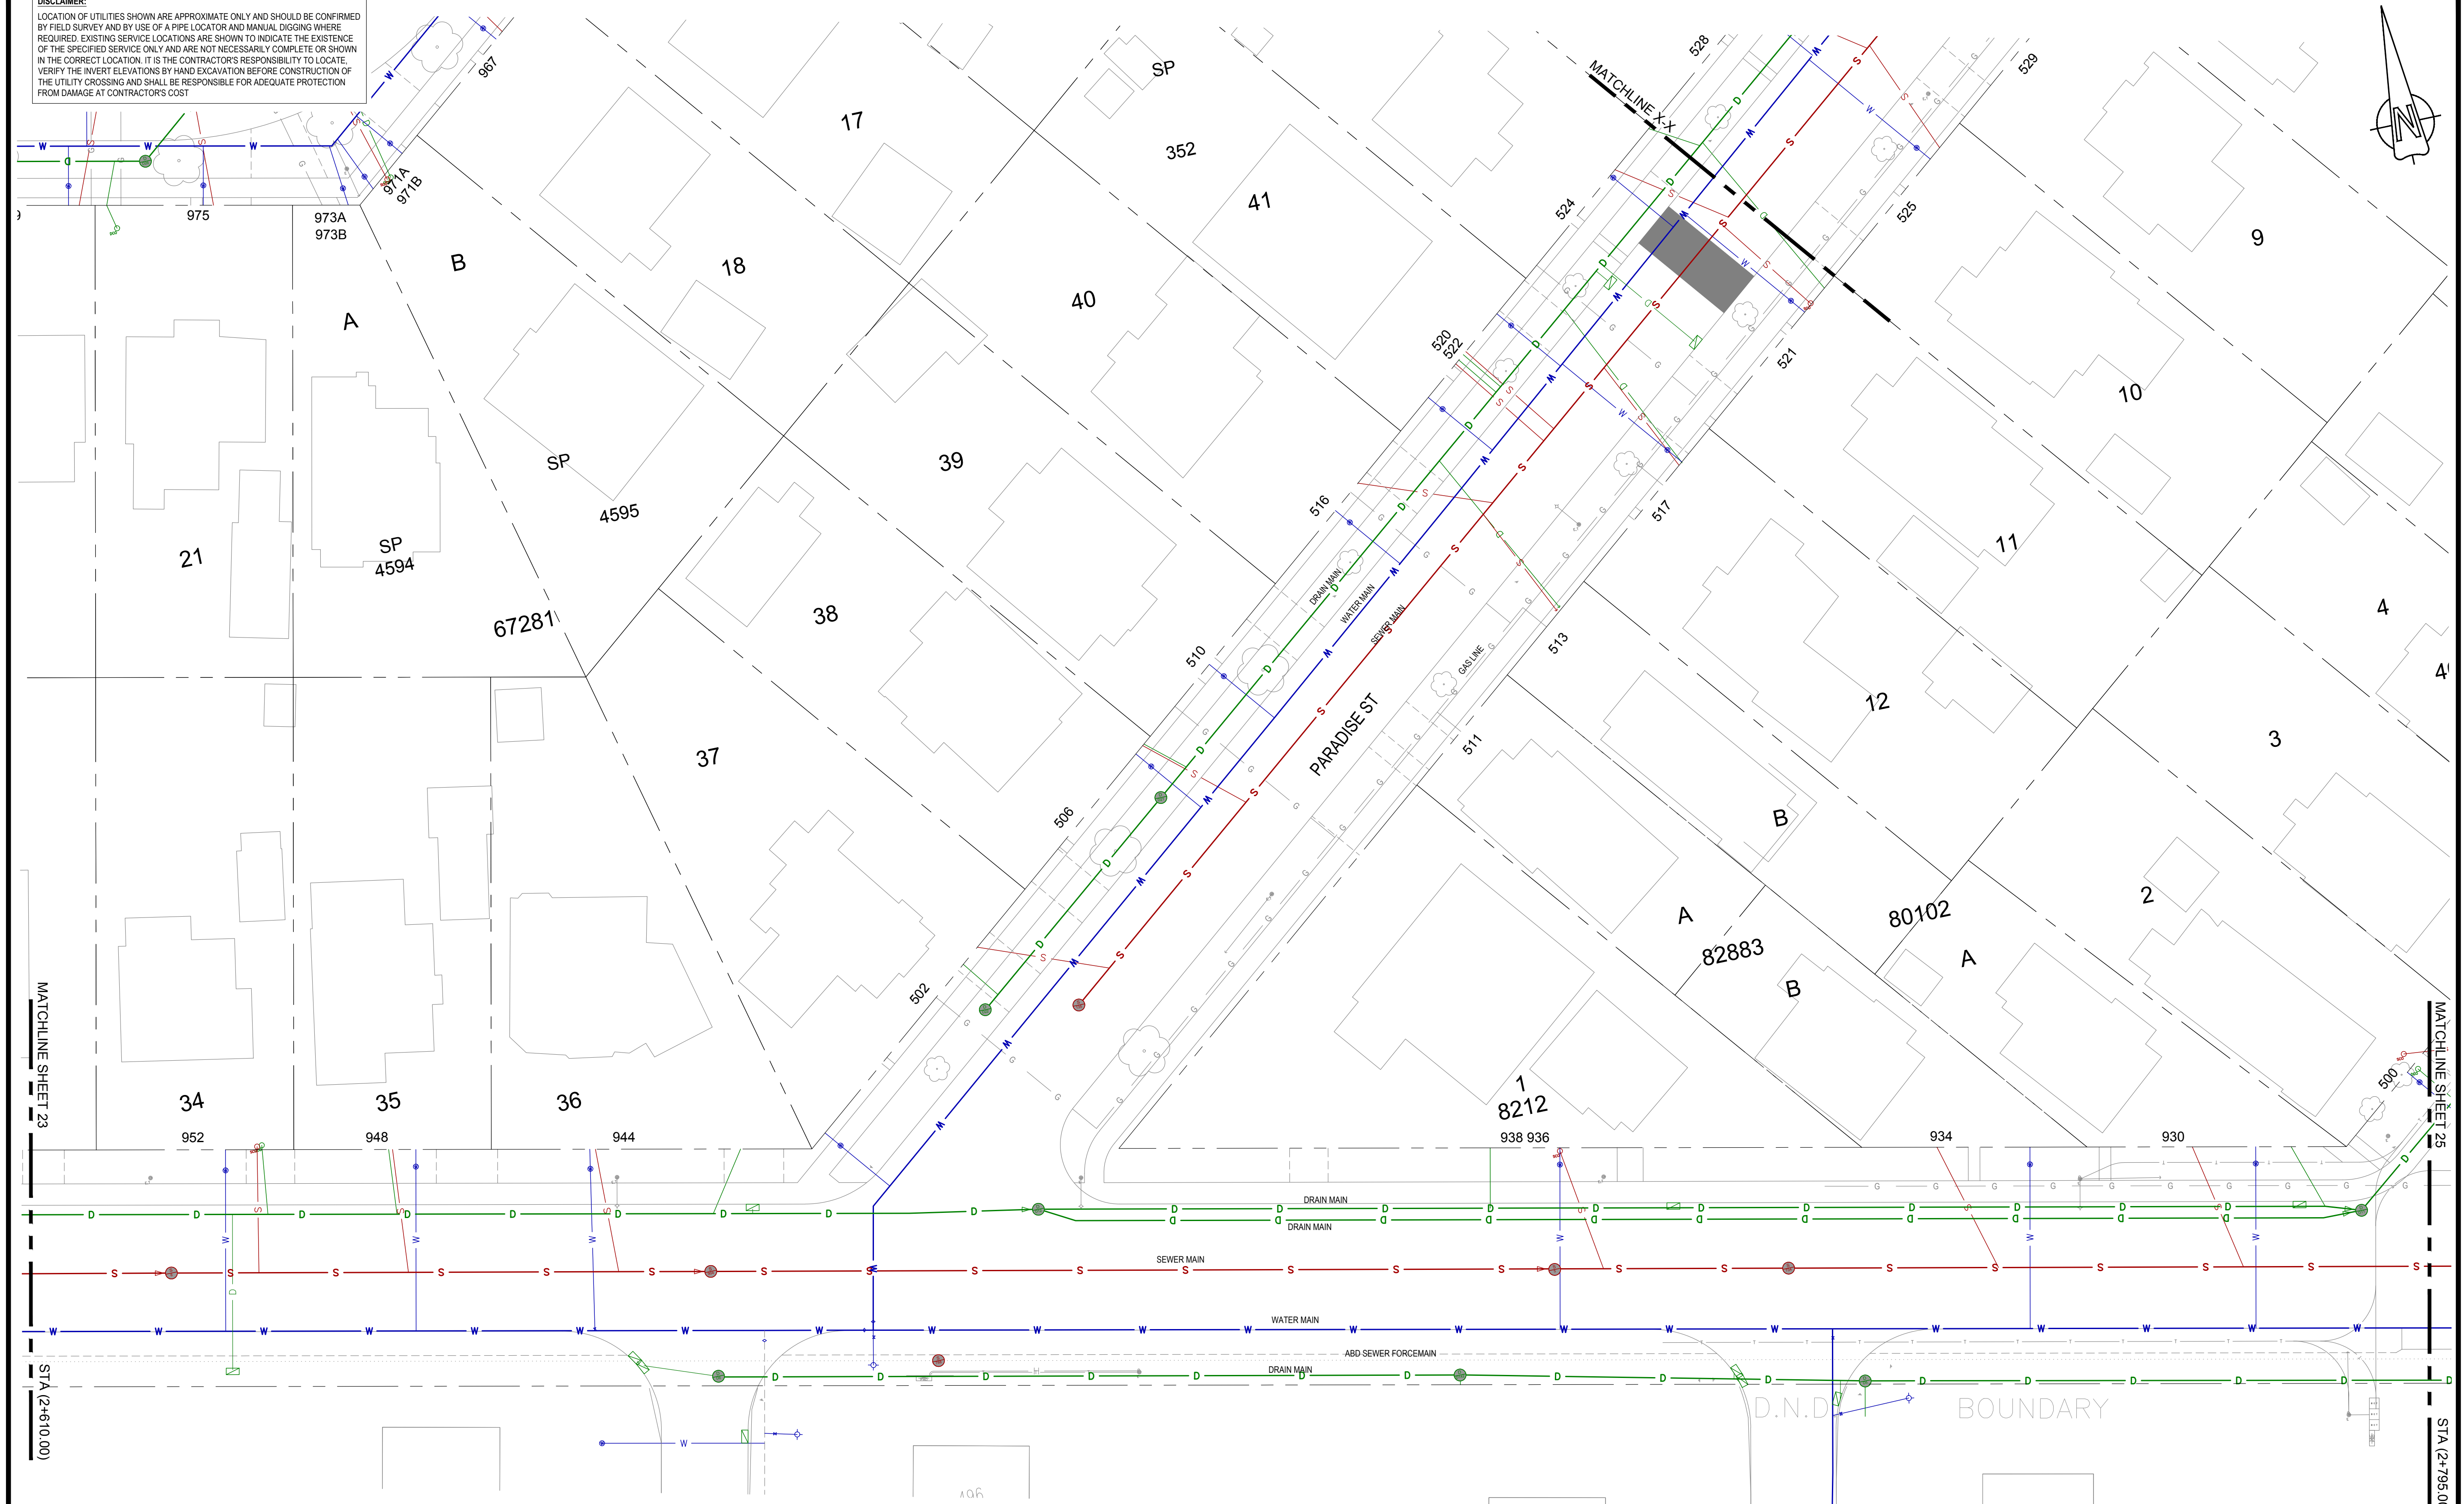 DISCLAIMER:
LOCATION OF UTILITIES SHOWN ARE APPROXIMATE ONLY AND SHOULD BE CONFIRMED
BY FIELD SURVEY AND BY USE OF A PIPE LOCATOR AND MANUAL DIGGING WHERE
REQUIRED. EXISTING SERVICE LOCATIONS ARE SHOWN TO INDICATE THE EXISTENCE
OF THE SPECIFIED SERVICE ONLY AND ARE NOT NECESSARILY COMPLETE OR SHOWN
IN THE CORRECT LOCATION. IT IS THE CONTRACTOR'S RESPONSIBILITY TO LOCATE,
VERIFY THE INVERT ELEVATIONS BY HAND EXCAVATION BEFORE CONSTRUCTION OF
THE UTILITY CROSSING AND SHALL BE RESPONSIBLE FOR ADEQUATE PROTECTION
FROM DAMAGE AT CONTRACTOR'S COST
967
971A
971B
975
973A
973B
17
SP
352
41
528
MATCHLINE X-X
529
N
524
525
9
B
18
40
A
520
522
521
10
SP
4595
39
516
517
11
21
SP
4594
67281
38
DRAIN MAIN
WATER MAIN
SEWER MAIN
GAS LINE
513
4
510
12
PARADISE ST
511
3
37
506
B
2
A
80102
82883
A
502
B
MATCHLINE SHEET 23
MATCHLINE SHEET 25
34
35
36
1
8212
500
952
948
944
938 936
934
930
DRAIN MAIN
DRAIN MAIN
SEWER MAIN
WATER MAIN
ABD SEWER FORCEMAIN
DRAIN MAIN
STA (2+610.00)
D.N.D
BOUNDARY